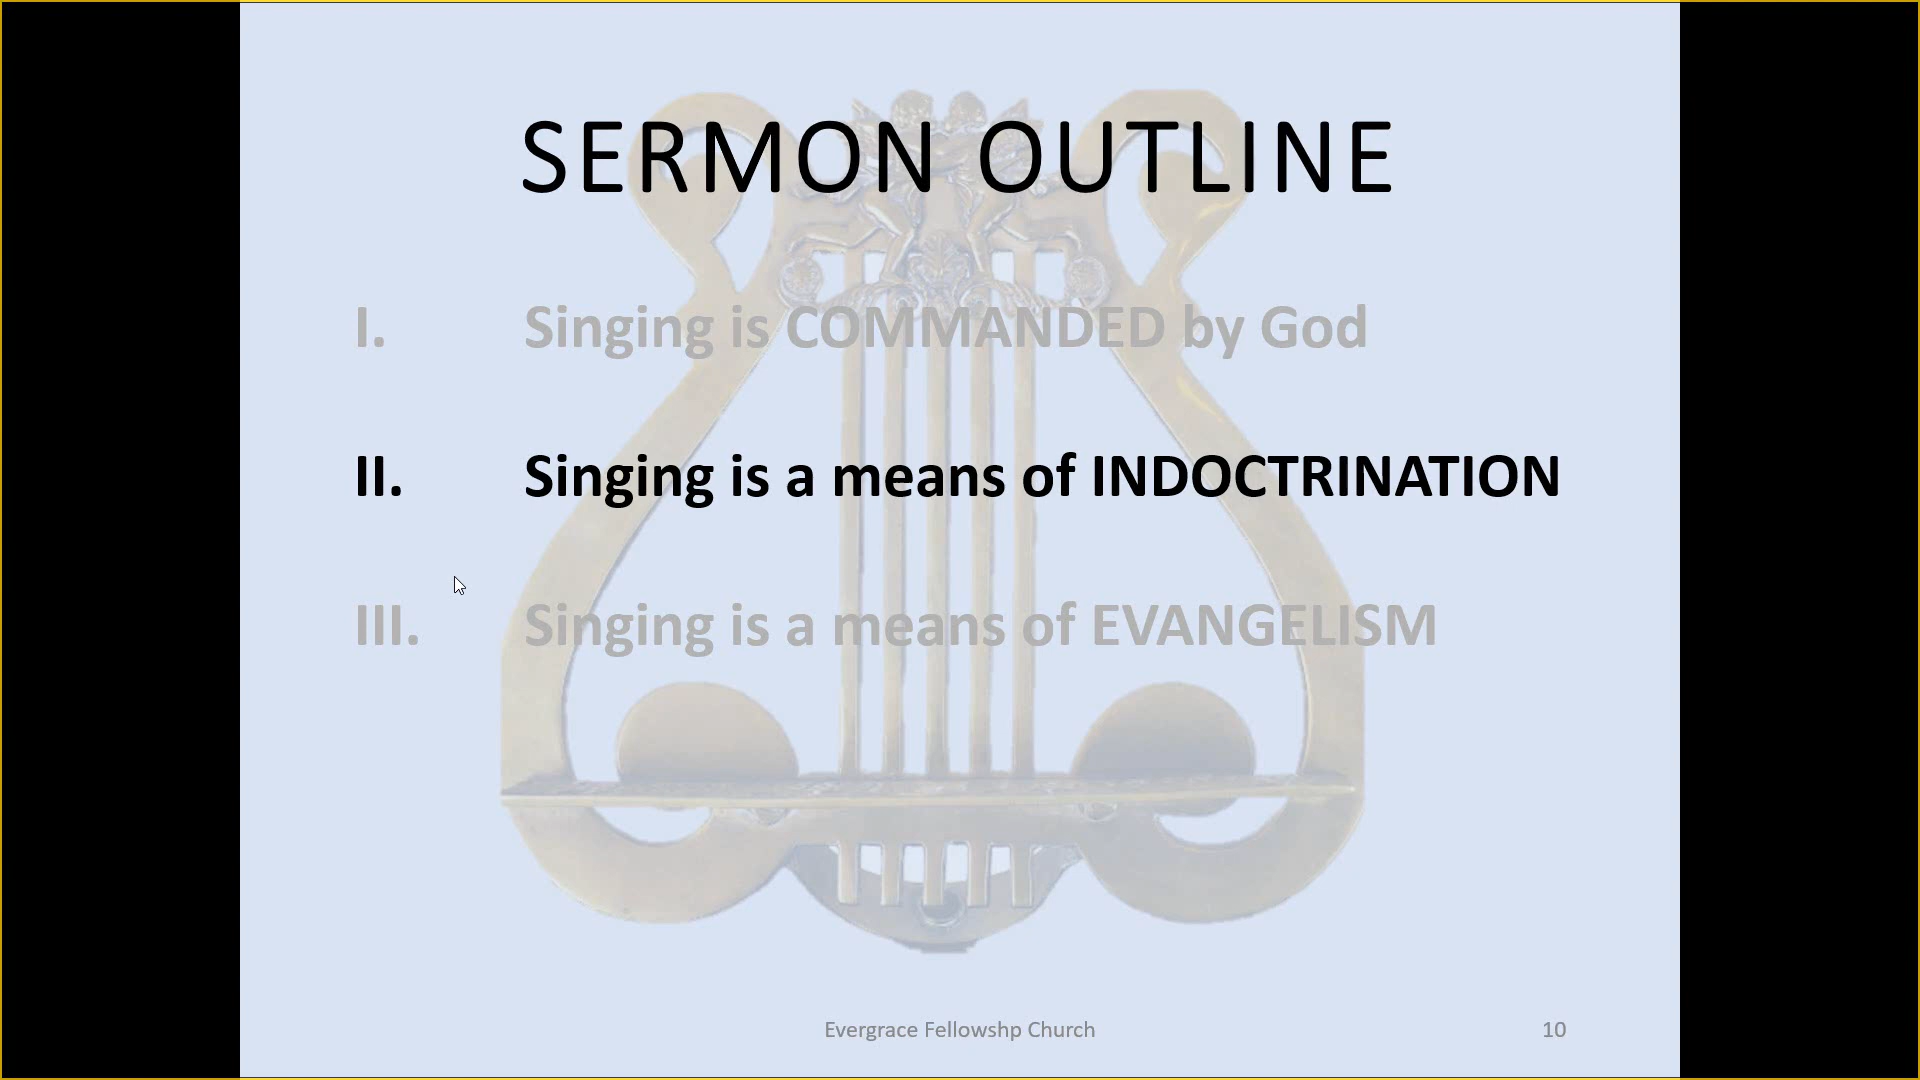 SERMON OUTLINE
I. Singing is COMMANDED by God
II. Singing is a means of INDOCTRINATION
III. Singing is a means of EVANGELISM
Evergrace Fellowshp Church
10